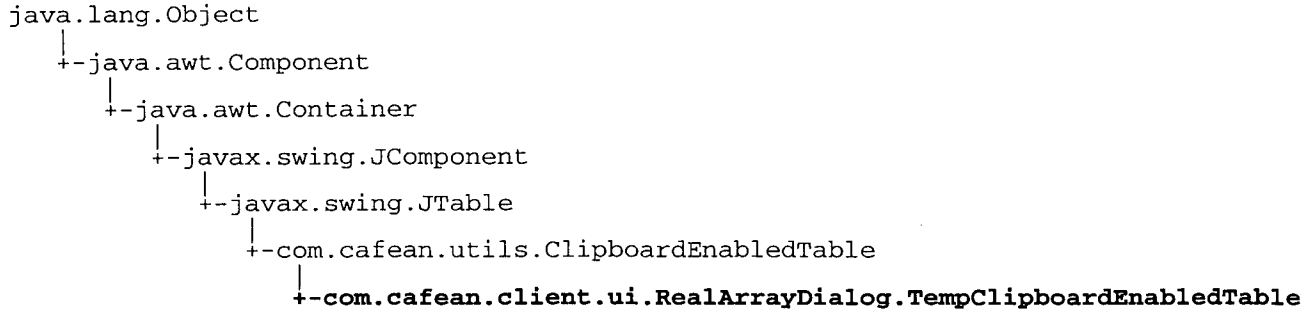 java.lang.Object
|
+-java.awt.Component
|
+-java.awt.Container
|
+-javax.swing.JComponent
|
+-javax.swing.JTable
|
+-com.cafean.utils.ClipboardEnabledTable
|
+-com.cafean.client.ui.RealArrayDialog.TempClipboardEnabledTable